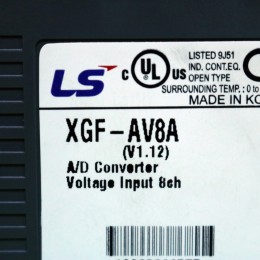 LISTED 9J51
LS c UL US IND. CONT. EQ.
OPEN TYPE
SURROUNDING TEMP. : 0 to
MADE IN KO
XGF-AV8A
(V1.12)
A/D Convertor
Voltage Input 8ch